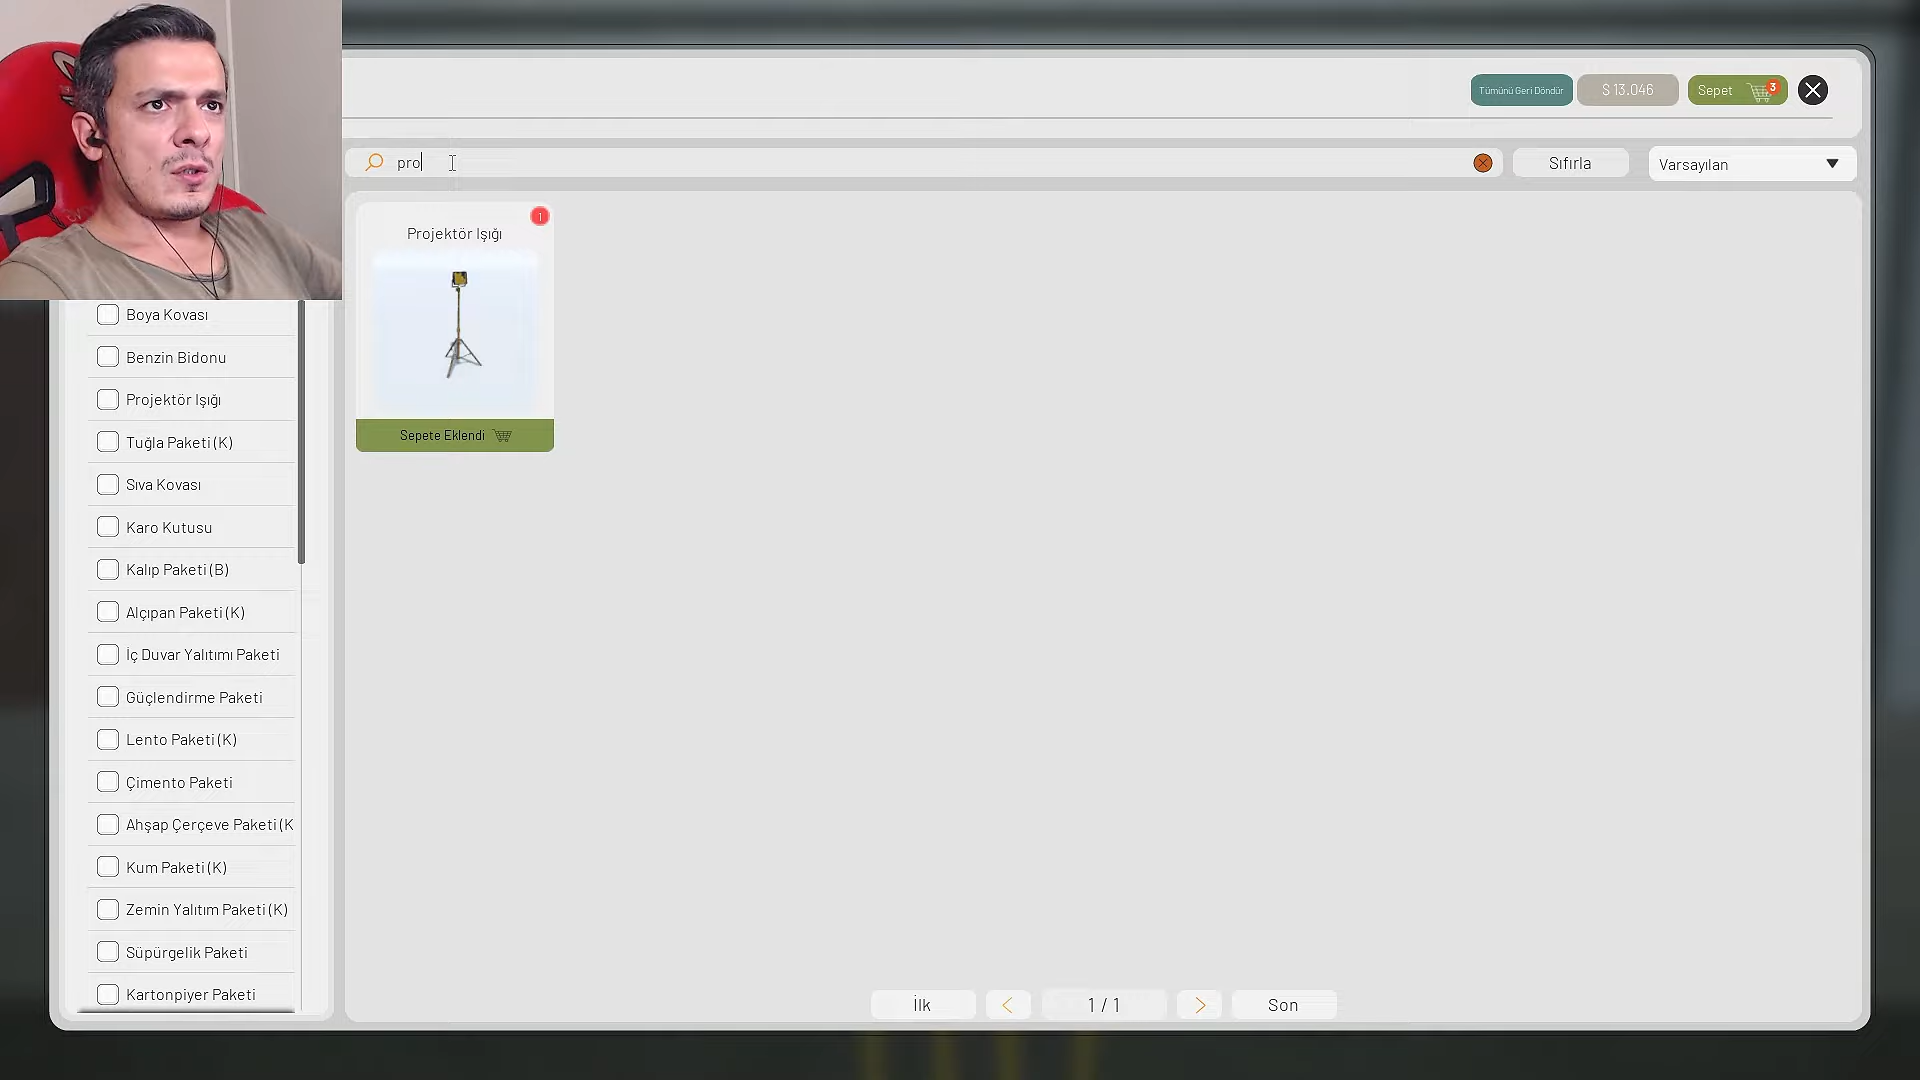 Tümünü Geri Döndür
$ 13.046
Sepet
3
pro
Sıfırla
Varsayılan
1
Projektör Işığı
Sepete Eklendi
Boya Kovası
Benzin Bidonu
Projektör Işığı
Tuğla Paketi (K)
Sıva Kovası
Karo Kutusu
Kalıp Paketi (B)
Alçıpan Paketi (K)
İç Duvar Yalıtımı Paketi
Güçlendirme Paketi
Lento Paketi (K)
Çimento Paketi
Ahşap Çerçeve Paketi (K
Kum Paketi (K)
Zemin Yalıtım Paketi (K)
Süpürgelik Paketi
Kartonpiyer Paketi
İlk
1 / 1
Son